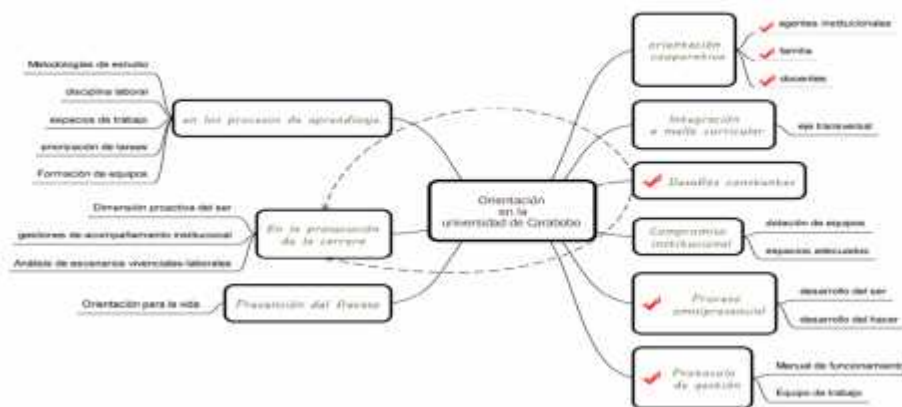 Metodologías de estudio
disciplina laboral
espacios de trabajo
priorización de tareas
Formación de equipos
en los procesos de aprendizaje
Dimensión proactiva del ser
gestiones de acompañamiento institucional
Análisis de escenarios vivenciales-laborales
En la prosecución
de la carrera
Orientación para la vida
Prevención del fracaso
Orientación
en la
universidad de Carabobo
orientación
cooperativa
agentes institucionales
familia
docentes
Integración
a malla curricular
eje transversal
Desafíos constantes
Compromiso
institucional
dotación de equipos
espacios adecuados
Proceso
omnipresencial
desarrollo del ser
desarrollo del hacer
Protocolo
de gestión
Manual de funcionamiento
Equipo de trabajo